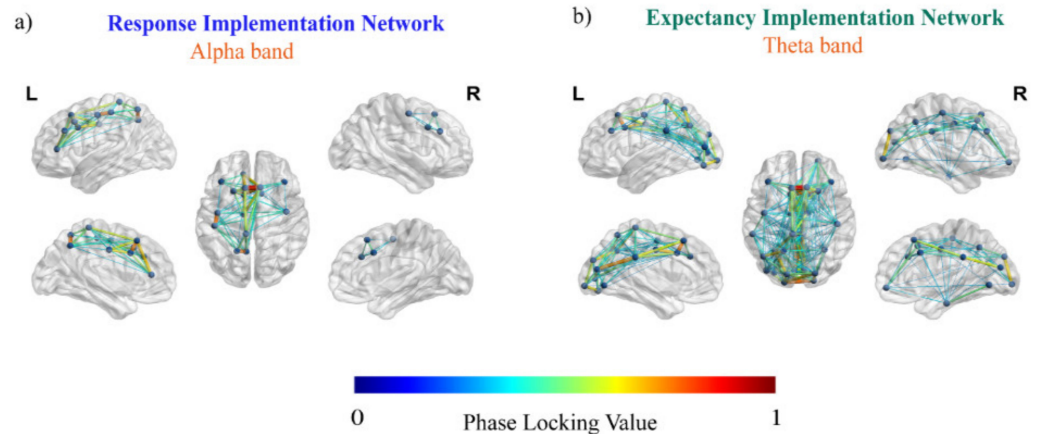 a)
Response Implementation Network
Alpha band
L
R
b)
Expectancy Implementation Network
Theta band
L
R
0
Phase Locking Value
1